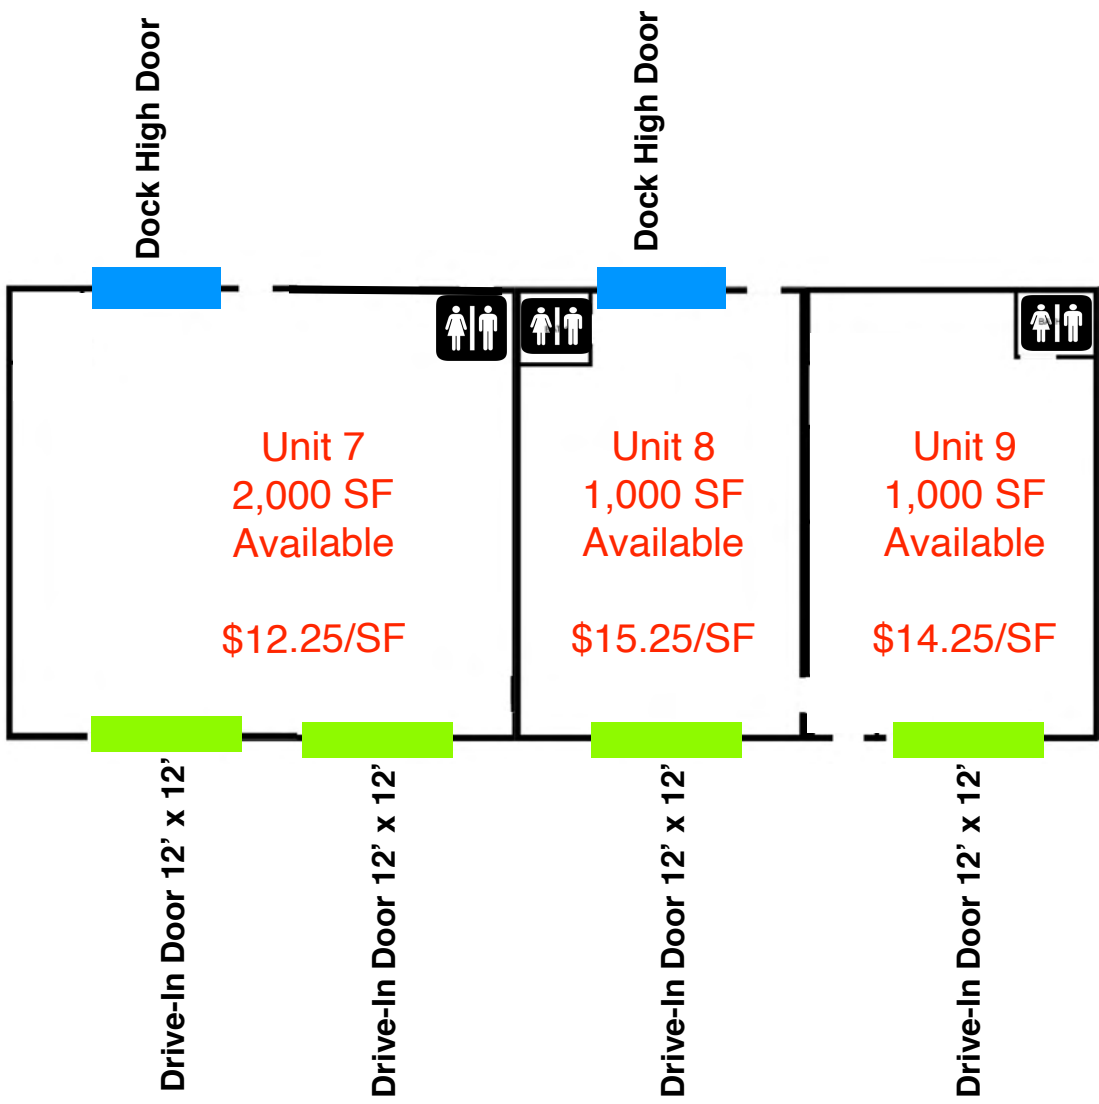 Dock High Door
Dock High Door
Unit 7
2,000 SF
Available
$12.25/SF
Unit 8
1,000 SF
Available
$15.25/SF
Unit 9
1,000 SF
Available
$14.25/SF
Drive-In Door 12’ x 12’
Drive-In Door 12’ x 12’
Drive-In Door 12’ x 12’
Drive-In Door 12’ x 12’